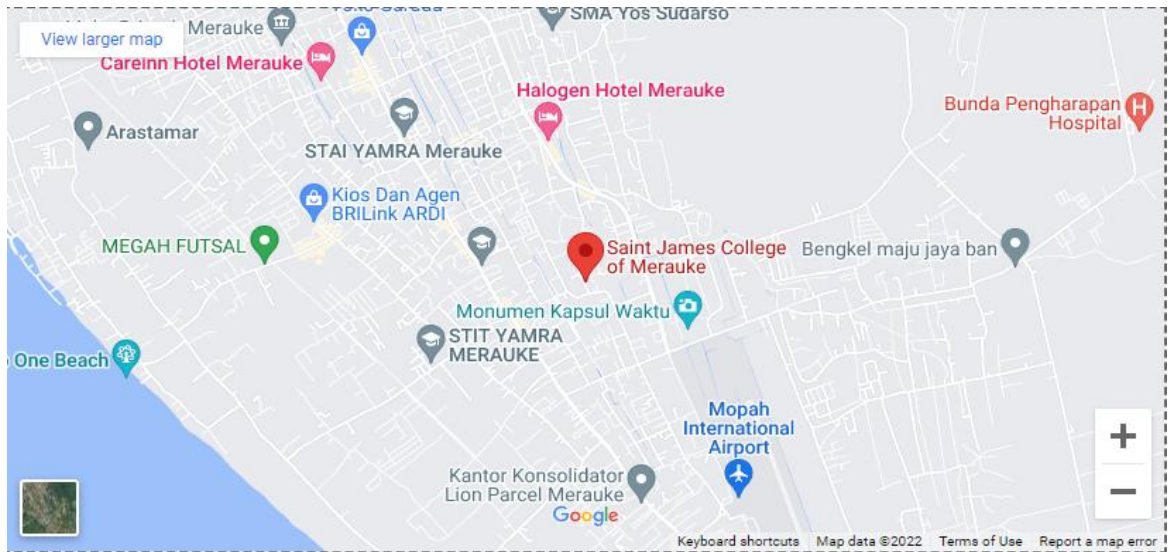 SMA Yos Sudarso
Merauke
View larger map
Careinn Hotel Merauke
Halogen Hotel Merauke
Bunda Pengharapan
Hospital
Arastamar
STAI YAMRA Merauke
Kios Dan Agen
BRILink ARDI
MEGAH FUTSAL
Saint James College
of Merauke
Bengkel maju jaya ban
Monumen Kapsul Waktu
STIT YAMRA
MERAUKE
One Beach
Mopah
International
Airport
Kantor Konsolidator
Lion Parcel Merauke
Google
Keyboard shortcuts Map data ©2022 Terms of Use Report a map error